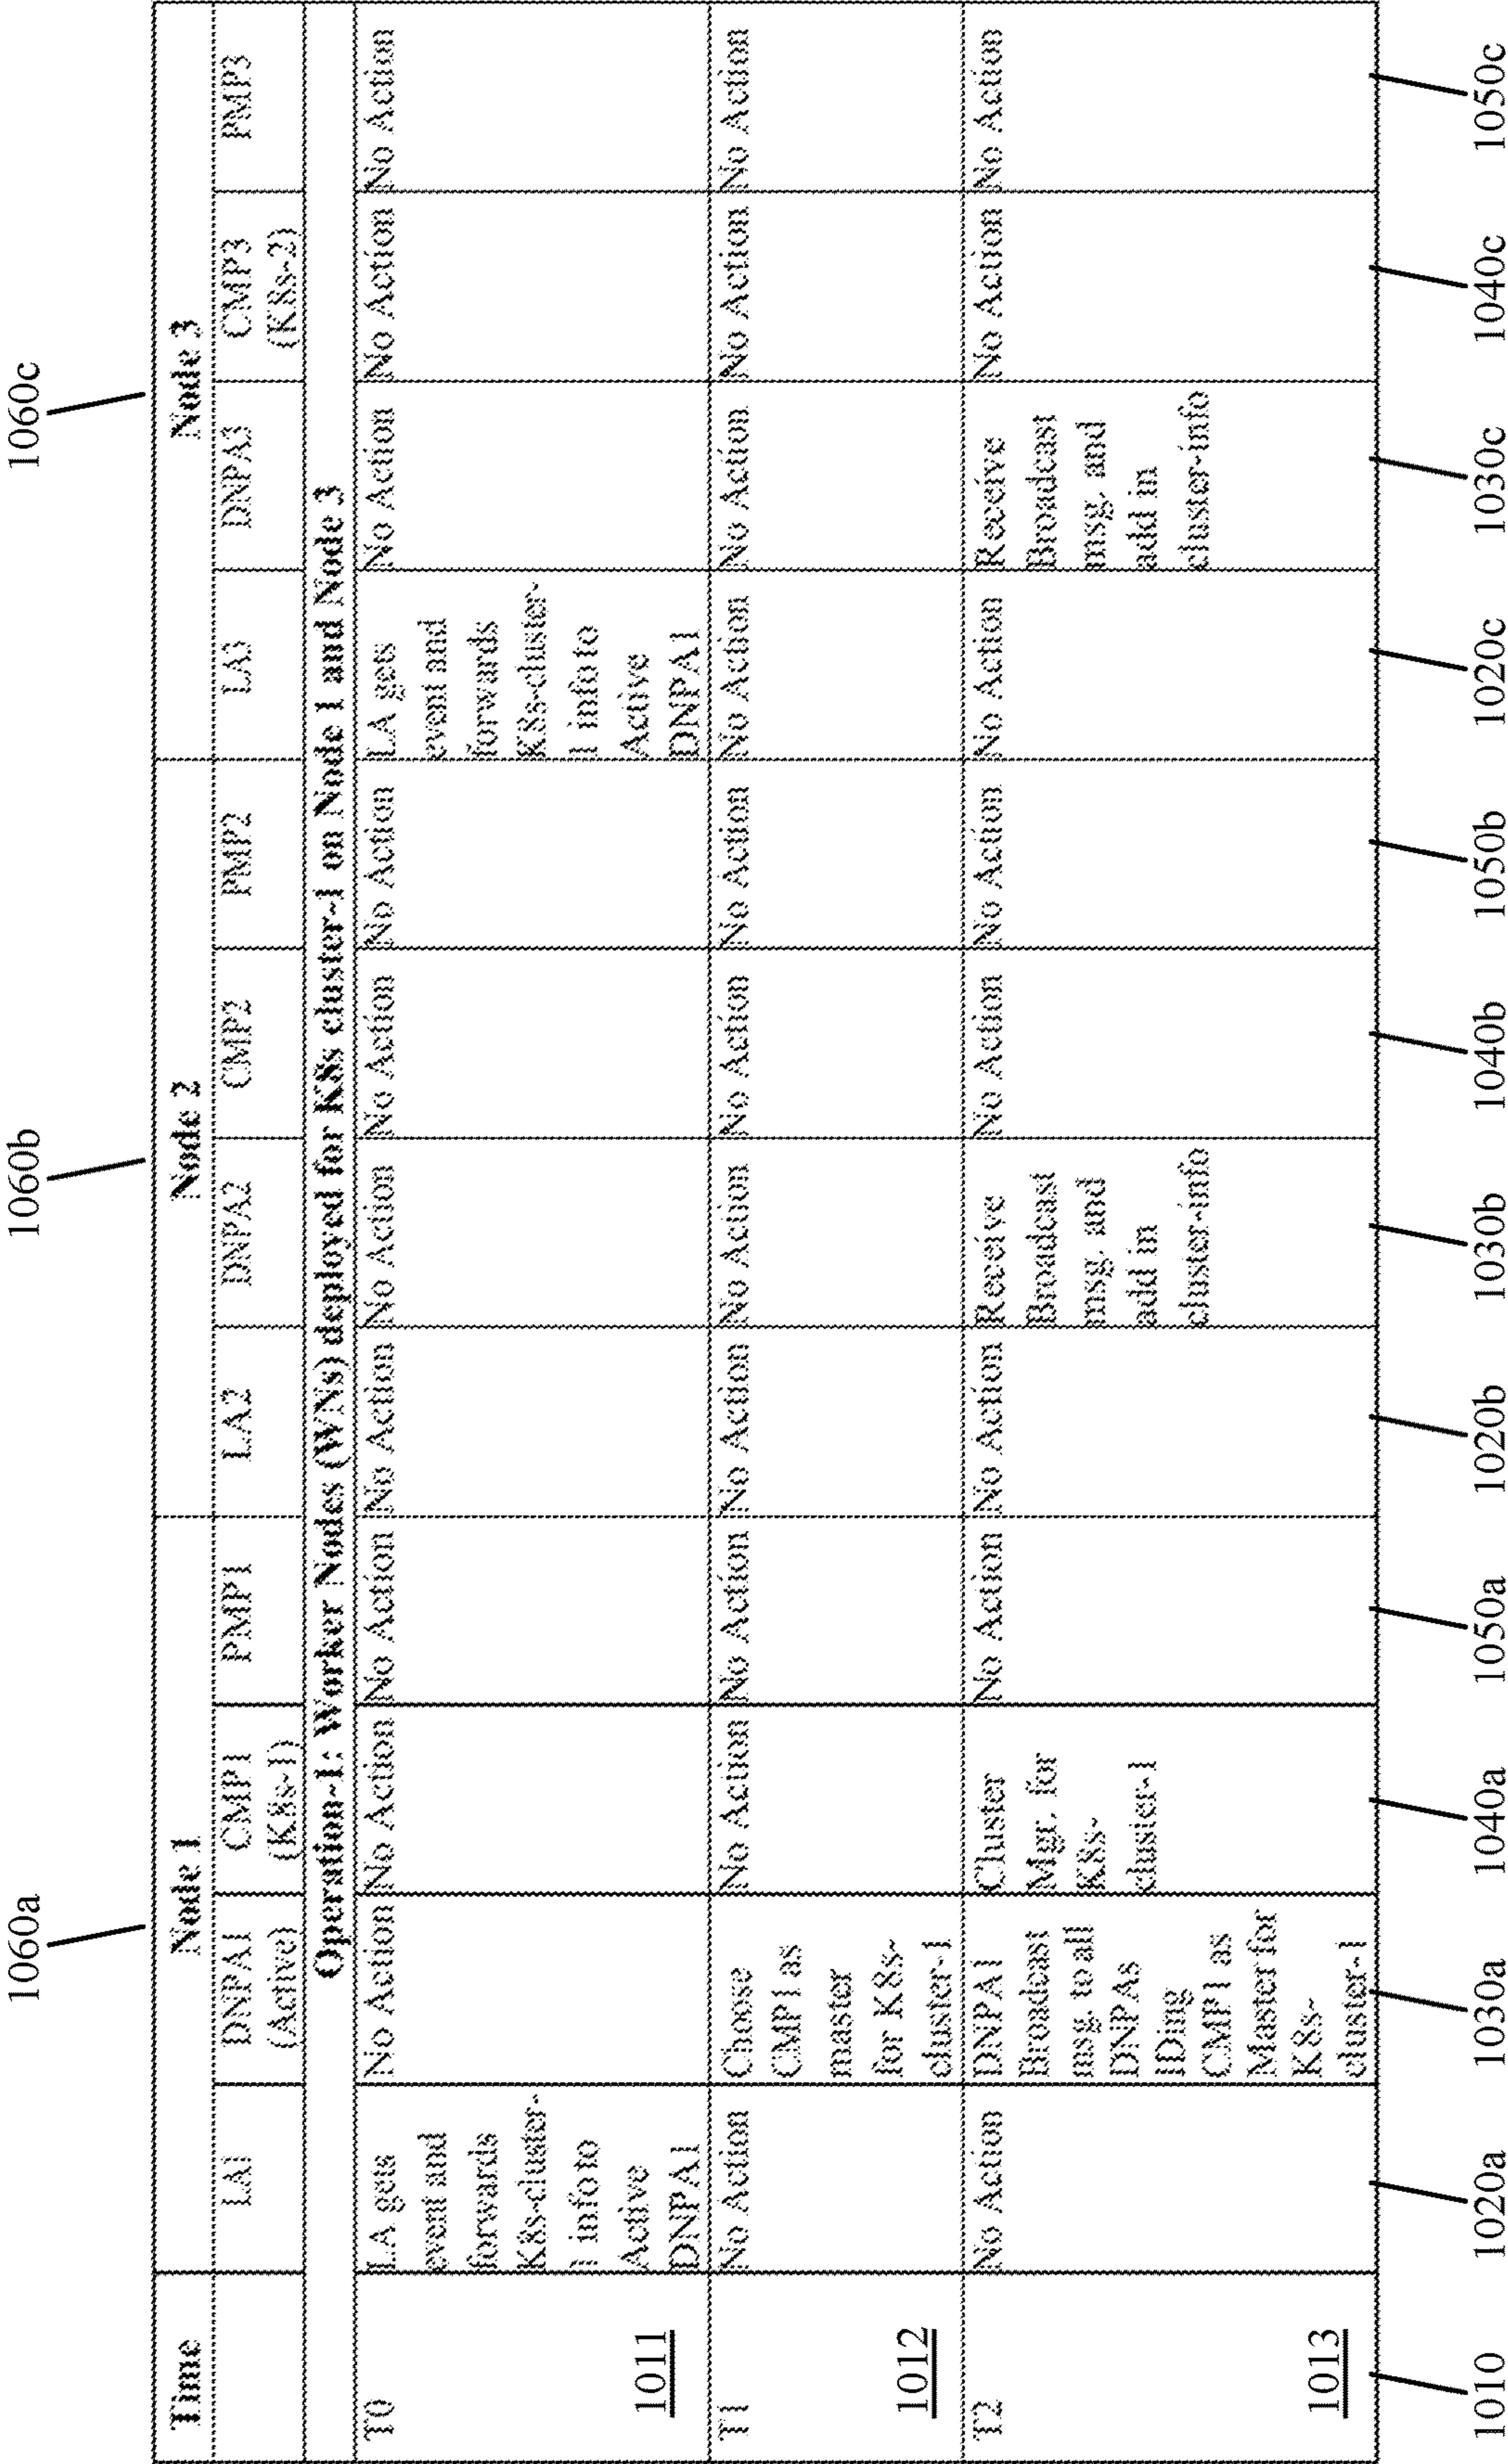 1060a 1060b 1060c
Time Node 1 Node 2 Node 3
LA1 DNPA1 (Active) CMP1 (K8s-1) PMP1 LA2 DNPA2 CMP2 PMP2 LA3 DNPA3 CMP3 (K8s-2) PMP3
Operation-1: Worker Nodes (WNs) deployed for K8s cluster-1 on Node 1 and Node 3
T0
1011
LA gets
event and
forwards
K8s-cluster-
1 info to
Active
DNPA1
No Action
No Action
No Action
No Action
No Action
No Action
No Action
LA gets
event and
forwards
K8s-cluster-
1 info to
Active
DNPA1
No Action
No Action
No Action
T1
1012
No Action
Choose
CMP1 as
master
for K8s-
cluster-1
No Action
No Action
No Action
No Action
No Action
No Action
No Action
No Action
No Action
No Action
T2
1013
No Action
DNPA1
Broadcast
msg. to all
DNPAs
IDing
CMP1 as
Master for
K8s-
cluster-1
Cluster
Mgr. for
K8s-
cluster-1
No Action
No Action
Receive
Broadcast
msg. and
add in
cluster-info
No Action
No Action
No Action
Receive
Broadcast
msg. and
add in
cluster-info
No Action
No Action
1010 1020a 1030a 1040a 1050a 1020b 1030b 1040b 1050b 1020c 1030c 1040c 1050c